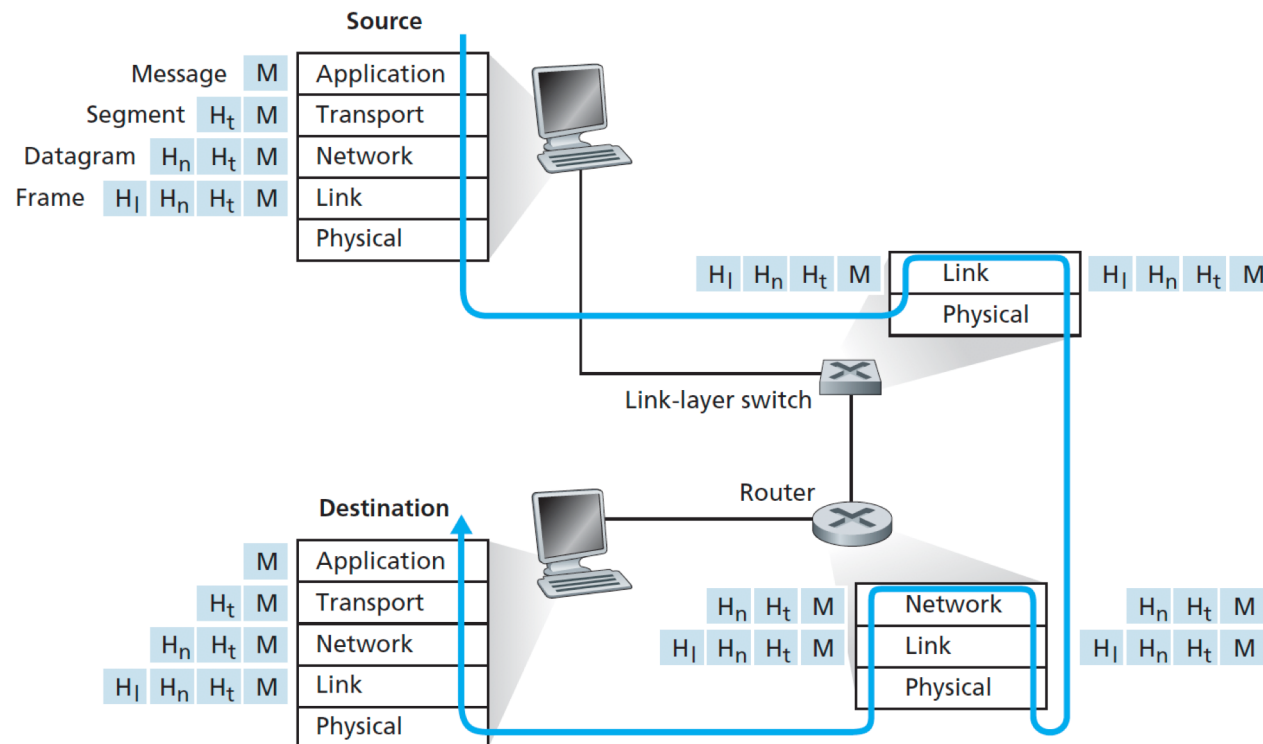 Source
Message M Application
Segment Ht M Transport
Datagram Hn Ht M Network
Frame Hl Hn Ht M Link
Physical
Hl Hn Ht M Link Hl Hn Ht M
Physical
Link-layer switch
Router
Destination
M Application
Ht M Transport
Hn Ht M Network
Hl Hn Ht M Link
Physical
Hn Ht M Network Hn Ht M
Hl Hn Ht M Link Hl Hn Ht M
Physical